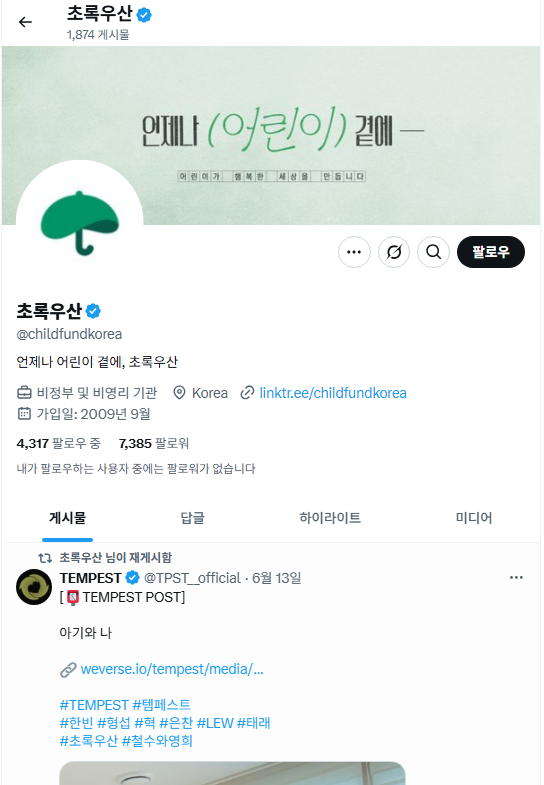 초록우산
1,874 게시물
언제나 (어린이) 곁에 —
어린이가 행복한 세상을 만듭니다
팔로우
초록우산
@childfundkorea
언제나 어린이 곁에, 초록우산
비정부 및 비영리 기관 Korea linktr.ee/childfundkorea
가입일: 2009년 9월
4,317 팔로우 중 7,385 팔로워
내가 팔로우하는 사용자 중에는 팔로워가 없습니다
게시물 답글 하이라이트 미디어
초록우산 님이 재게시함
TEMPEST @TPST__official · 6월 13일
[📮TEMPEST POST]
아기와 나
🔗 weverse.io/tempest/media/...
#TEMPEST #템페스트
#한빈 #형섭 #혁 #은찬 #LEW #태래
#초록우산 #철수와영희